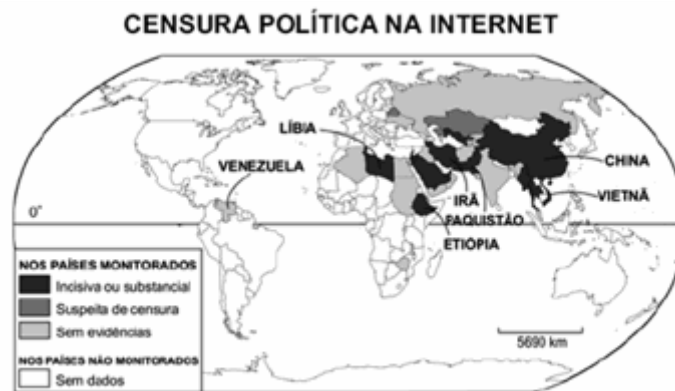 CENSURA POLÍTICA NA INTERNET
LÍBIA
VENEZUELA
CHINA
IRÃ
VIETNÃ
PAQUISTÃO
ETIÓPIA
0°
NOS PAÍSES MONITORADOS
Incisiva ou substancial
Suspeita de censura
Sem evidências
NOS PAÍSES NÃO MONITORADOS
Sem dados
5690 km